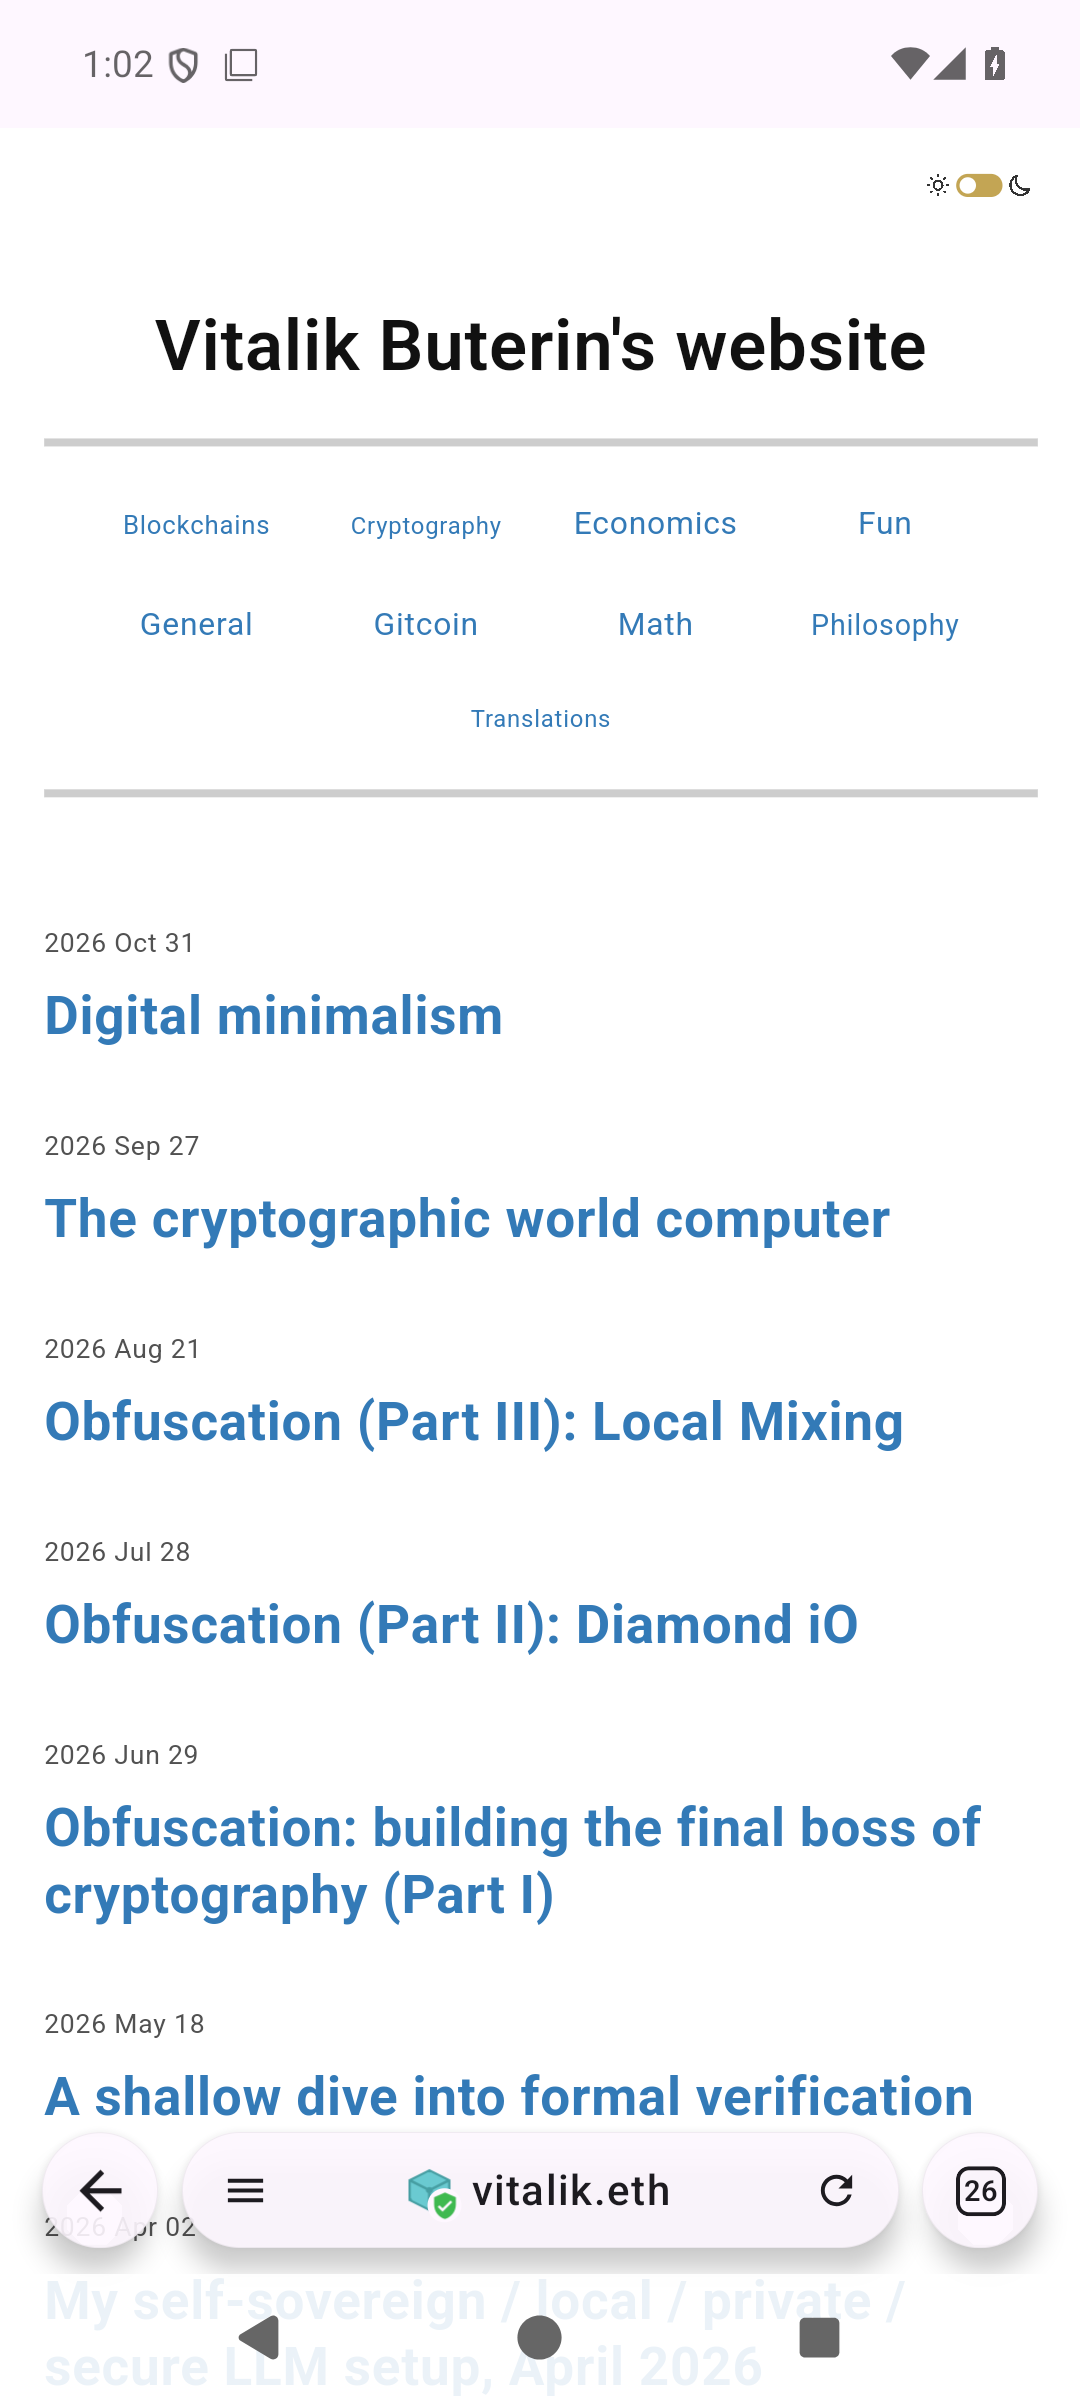 1:02
Vitalik Buterin's website
Blockchains Cryptography Economics Fun
General Gitcoin Math Philosophy
Translations
2026 Oct 31
Digital minimalism
2026 Sep 27
The cryptographic world computer
2026 Aug 21
Obfuscation (Part III): Local Mixing
2026 Jul 28
Obfuscation (Part II): Diamond iO
2026 Jun 29
Obfuscation: building the final boss of
cryptography (Part I)
2026 May 18
A shallow dive into formal verification
vitalik.eth 26
2026 Apr 02
My self-sovereign / local / private /
secure LLM setup, April 2026